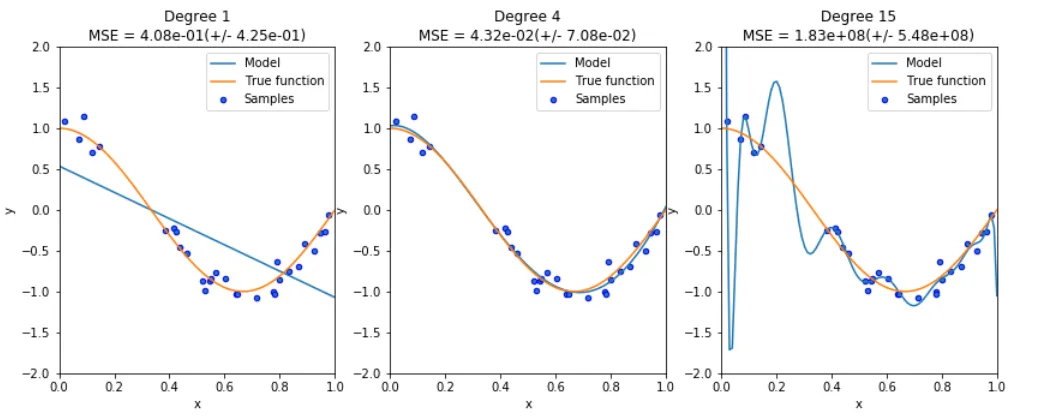 Degree 1
MSE = 4.08e-01(+/- 4.25e-01)
2.0
1.5
1.0
0.5
0.0
−0.5
−1.0
−1.5
−2.0
y
Model
True function
Samples
0.0 0.2 0.4 0.6 0.8 1.0
x
Degree 4
MSE = 4.32e-02(+/- 7.08e-02)
2.0
1.5
1.0
0.5
0.0
−0.5
−1.0
−1.5
−2.0
y
Model
True function
Samples
0.0 0.2 0.4 0.6 0.8 1.0
x
Degree 15
MSE = 1.83e+08(+/- 5.48e+08)
2.0
1.5
1.0
0.5
0.0
−0.5
−1.0
−1.5
−2.0
y
Model
True function
Samples
0.0 0.2 0.4 0.6 0.8 1.0
x